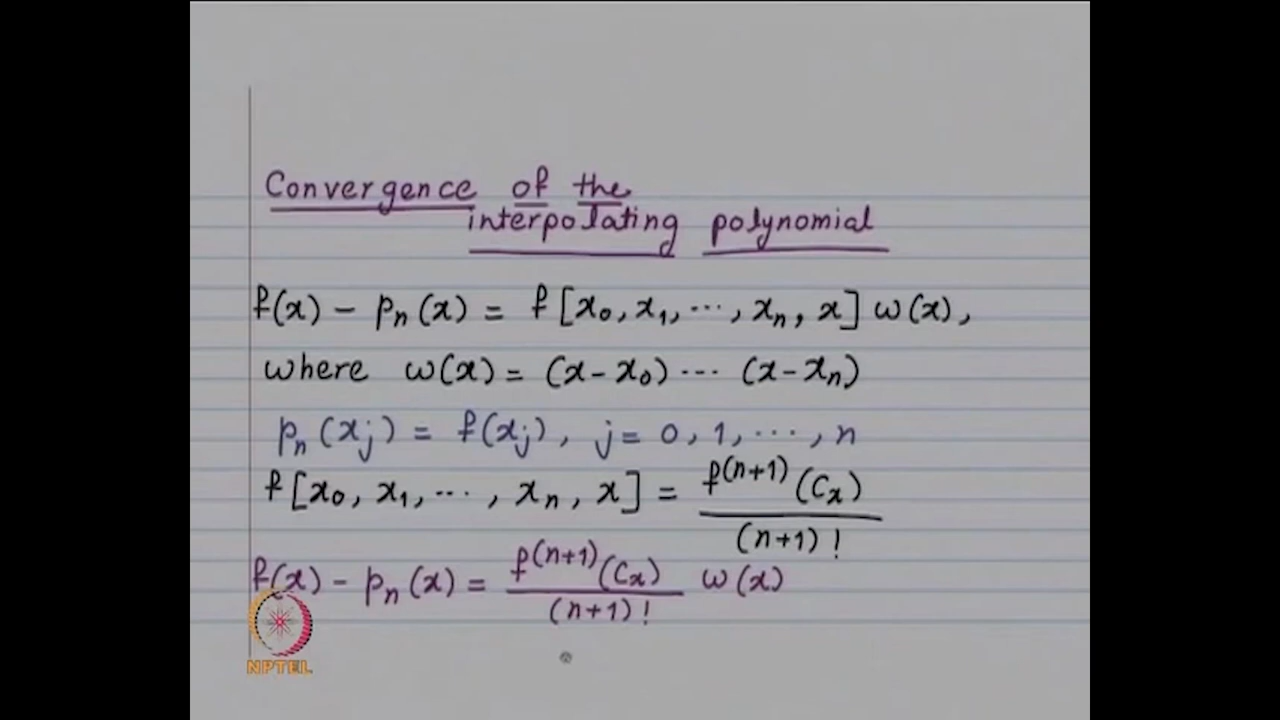 Convergence of the
interpolating polynomial
f(x) - pₙ(x) = f[x₀, x₁, ⋯, xₙ, x] ω(x),
where ω(x) = (x-x₀) ⋯ (x-xₙ)
pₙ(xⱼ) = f(xⱼ), j = 0, 1, ⋯, n
f[x₀, x₁, ⋯, xₙ, x] = f⁽ⁿ⁺¹⁾(cₓ) / (n+1)!
f(x) - pₙ(x) = f⁽ⁿ⁺¹⁾(cₓ) / (n+1)! ω(x)
NPTEL